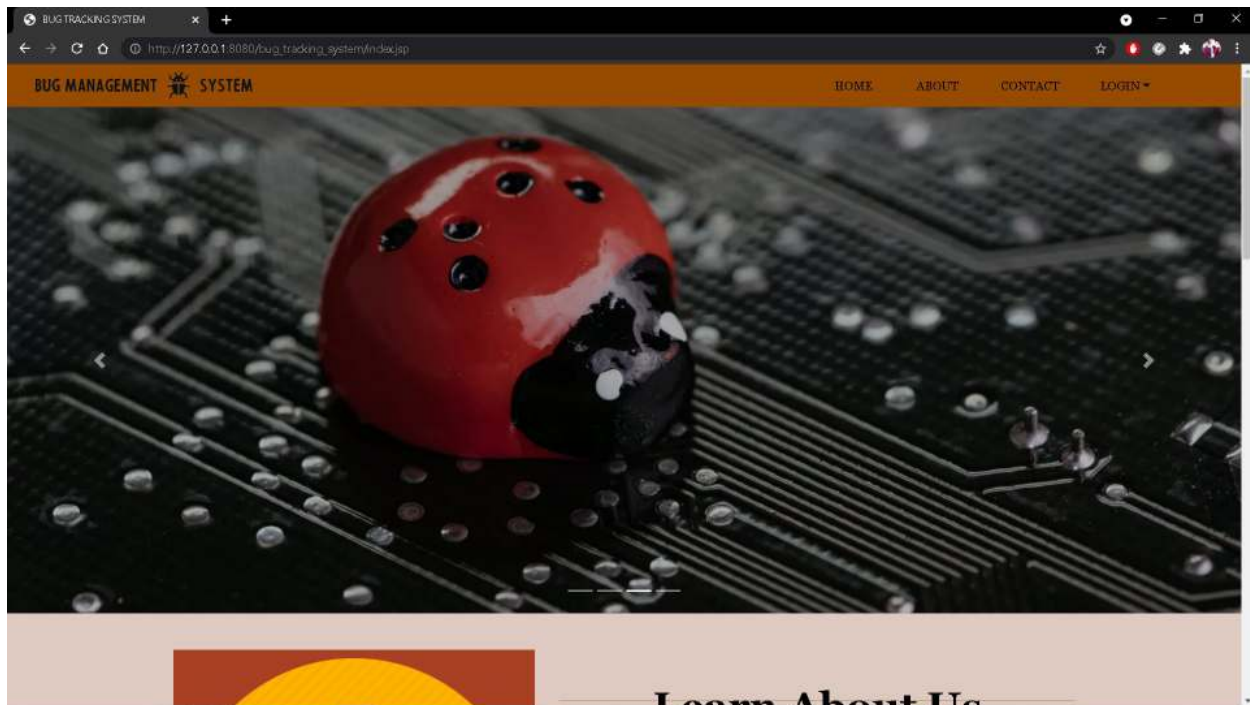 BUG TRACKING SYSTEM
http://127.0.0.1:8080/bug_tracking_system/index.jsp
BUG MANAGEMENT SYSTEM
HOME
ABOUT
CONTACT
LOGIN
Learn About Us